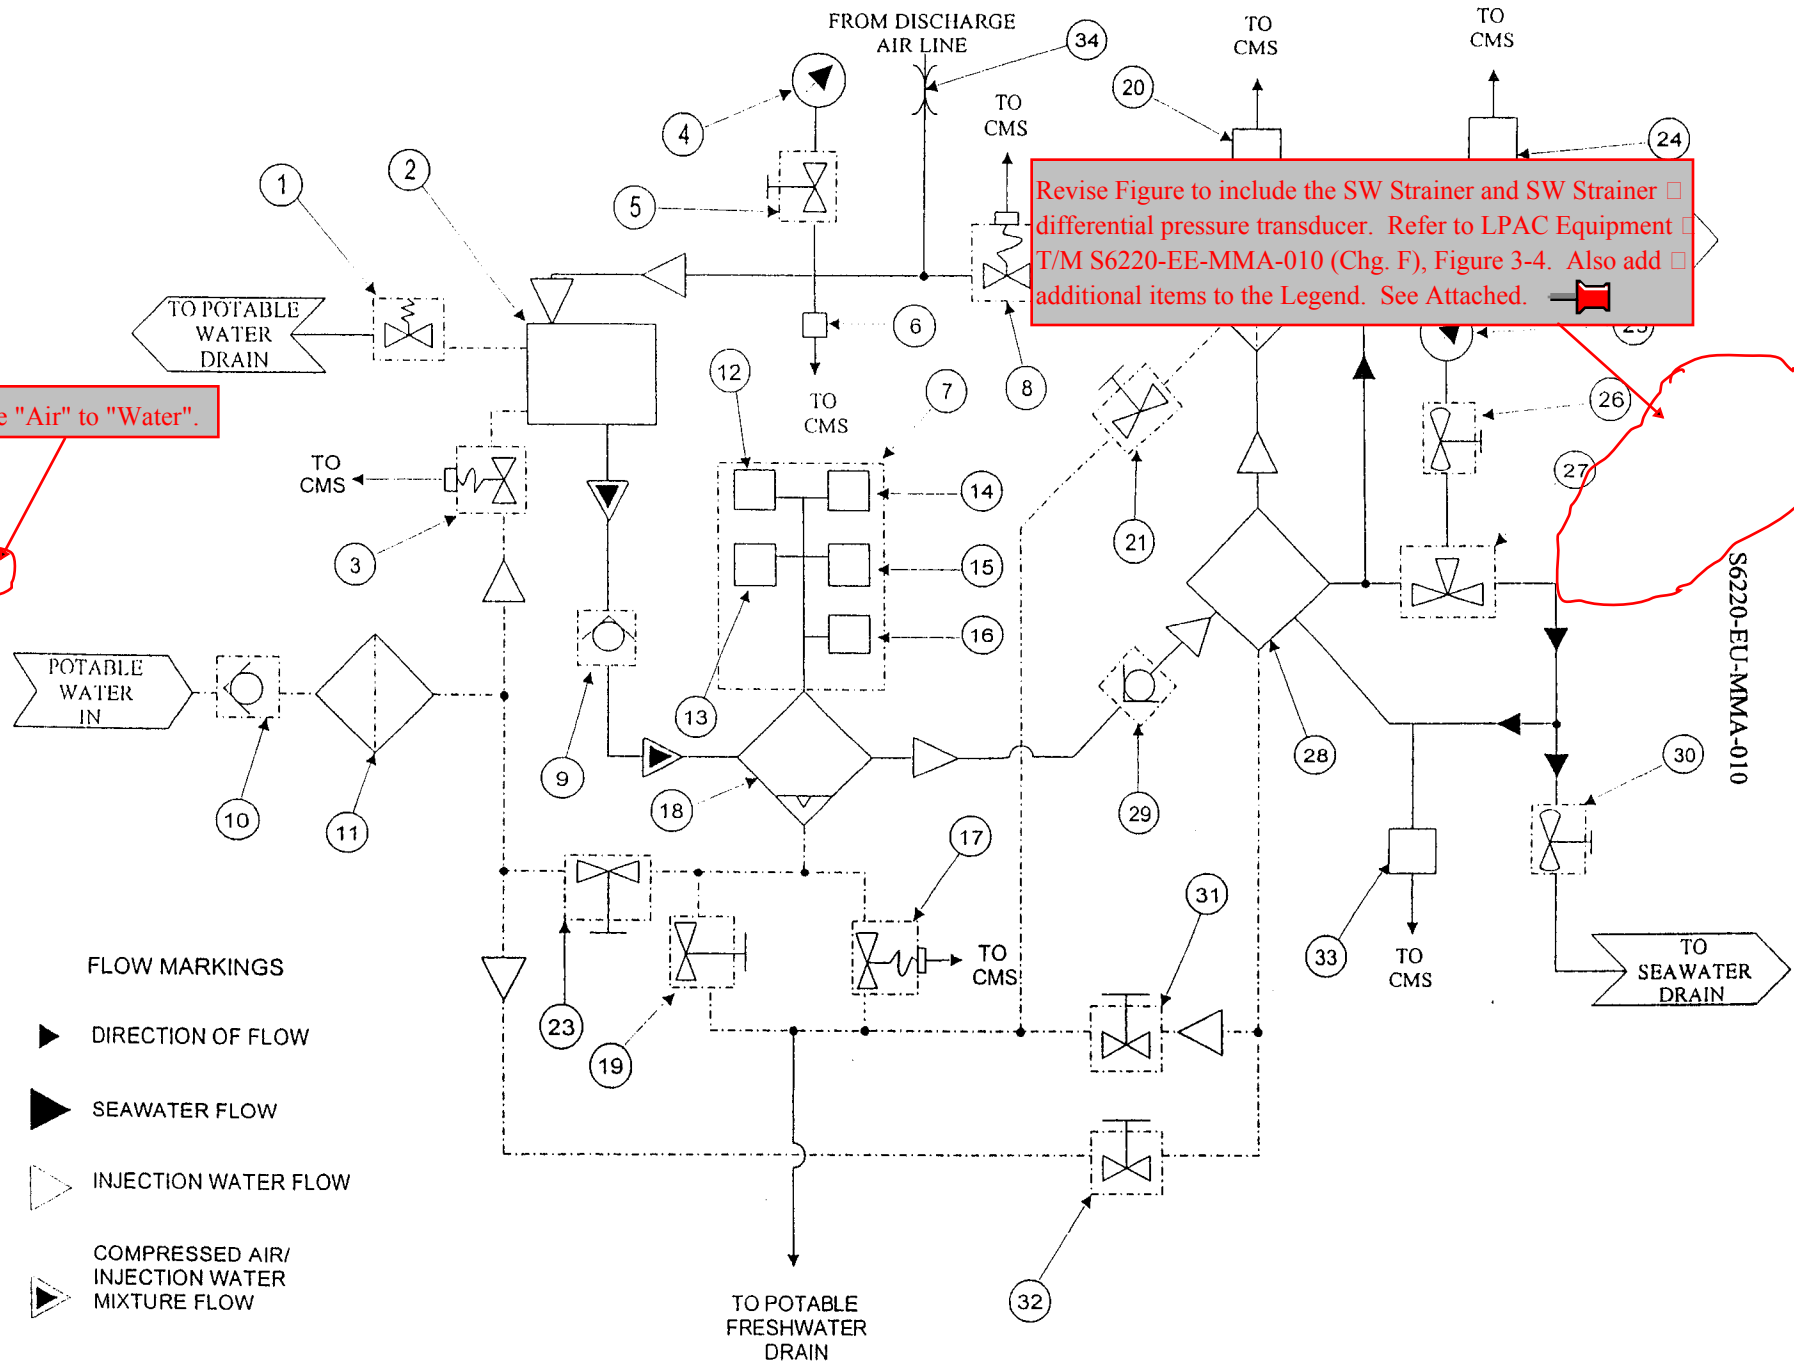 FROM DISCHARGE
AIR LINE
34
TO
CMS
TO
CMS
20
24
4
TO
CMS
1
2
5
Revise Figure to include the SW Strainer and SW Strainer
differential pressure transducer. Refer to LPAC Equipment
T/M S6220-EE-MMA-010 (Chg. F), Figure 3-4. Also add
additional items to the Legend. See Attached.
TO POTABLE
WATER
DRAIN
6
8
25
12
7
TO
CMS
26
e "Air" to "Water".
TO
CMS
3
14
13
15
16
21
27
S6220-EU-MMA-010
POTABLE
WATER
IN
10
11
9
18
29
28
30
17
31
33
TO
CMS
TO
CMS
TO
SEAWATER
DRAIN
23
19
32
FLOW MARKINGS
DIRECTION OF FLOW
SEAWATER FLOW
INJECTION WATER FLOW
COMPRESSED AIR/
INJECTION WATER
MIXTURE FLOW
TO POTABLE
FRESHWATER
DRAIN